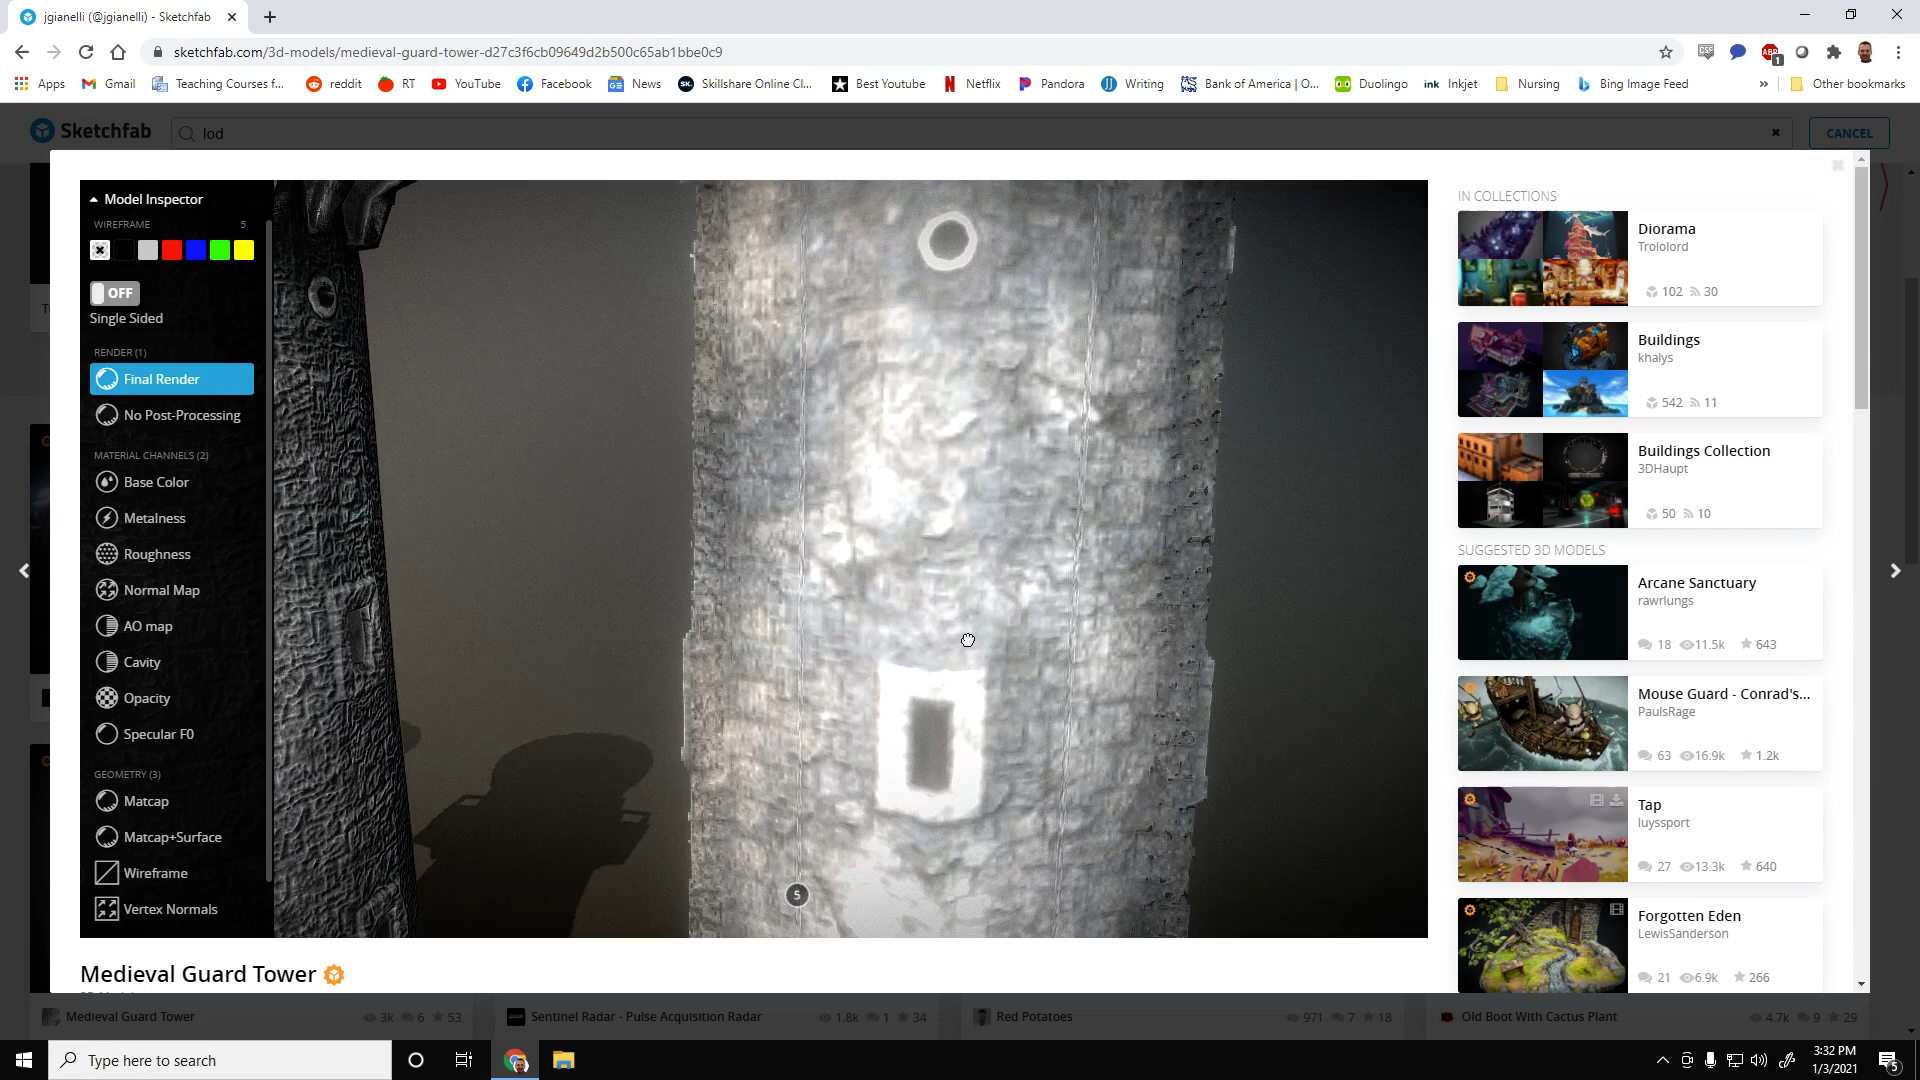 jgianelli (@jgianelli) - Sketchfab
sketchfab.com/3d-models/medieval-guard-tower-d27c3f6cb09649d2b500c65ab1bbe0c9
Apps Gmail Teaching Courses f... reddit RT YouTube Facebook News Skillshare Online Cl... Best Youtube Netflix Pandora Writing Bank of America | O... Duolingo ink Inkjet Nursing Bing Image Feed » Other bookmarks
Sketchfab lod CANCEL
Model Inspector
WIREFRAME 5
OFF
Single Sided
RENDER (1)
Final Render
No Post-Processing
MATERIAL CHANNELS (2)
Base Color
Metalness
Roughness
Normal Map
AO map
Cavity
Opacity
Specular F0
GEOMETRY (3)
Matcap
Matcap+Surface
Wireframe
Vertex Normals
5
IN COLLECTIONS
Diorama
Trololord
102 30
Buildings
khalys
542 11
Buildings Collection
3DHaupt
50 10
SUGGESTED 3D MODELS
Arcane Sanctuary
rawrlungs
18 11.5k 643
Mouse Guard - Conrad's...
PaulsRage
63 16.9k 1.2k
Tap
luyssport
27 13.3k 640
Forgotten Eden
LewisSanderson
21 6.9k 266
Medieval Guard Tower
Medieval Guard Tower 3k 6 53
Sentinel Radar - Pulse Acquisition Radar 1.8k 1 34
Red Potatoes 971 7 18
Old Boot With Cactus Plant 4.7k 9 29
Type here to search
3:32 PM
1/3/2021
5